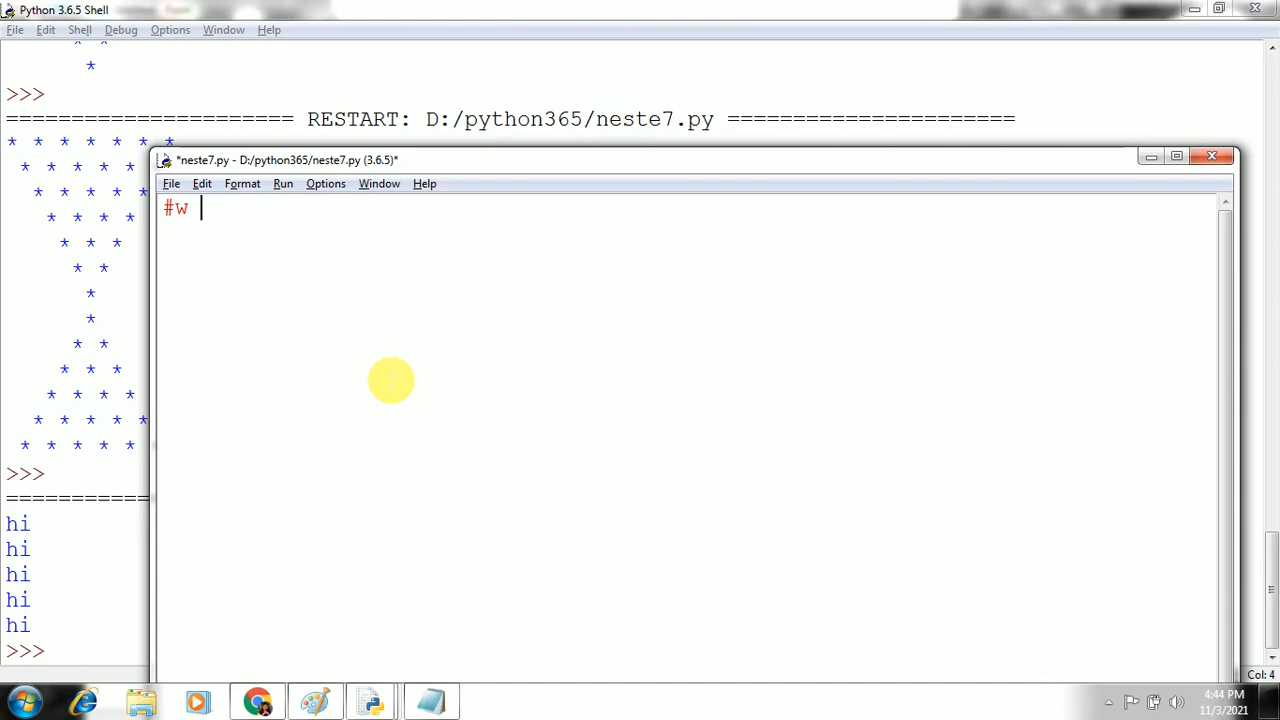 Python 3.6.5 Shell
File Edit Shell Debug Options Window Help
* *
*
>>>
====================== RESTART: D:/python365/neste7.py ======================
* * * * * * *
* * * * * *
* * * * *
* * * *
* * *
* *
*
*
* *
* * *
* * * *
* * * * *
* * * * *
>>>
===========
hi
hi
hi
hi
hi
>>>
*neste7.py - D:/python365/neste7.py (3.6.5)*
File Edit Format Run Options Window Help
#w
Col: 4
4:44 PM
11/3/2021